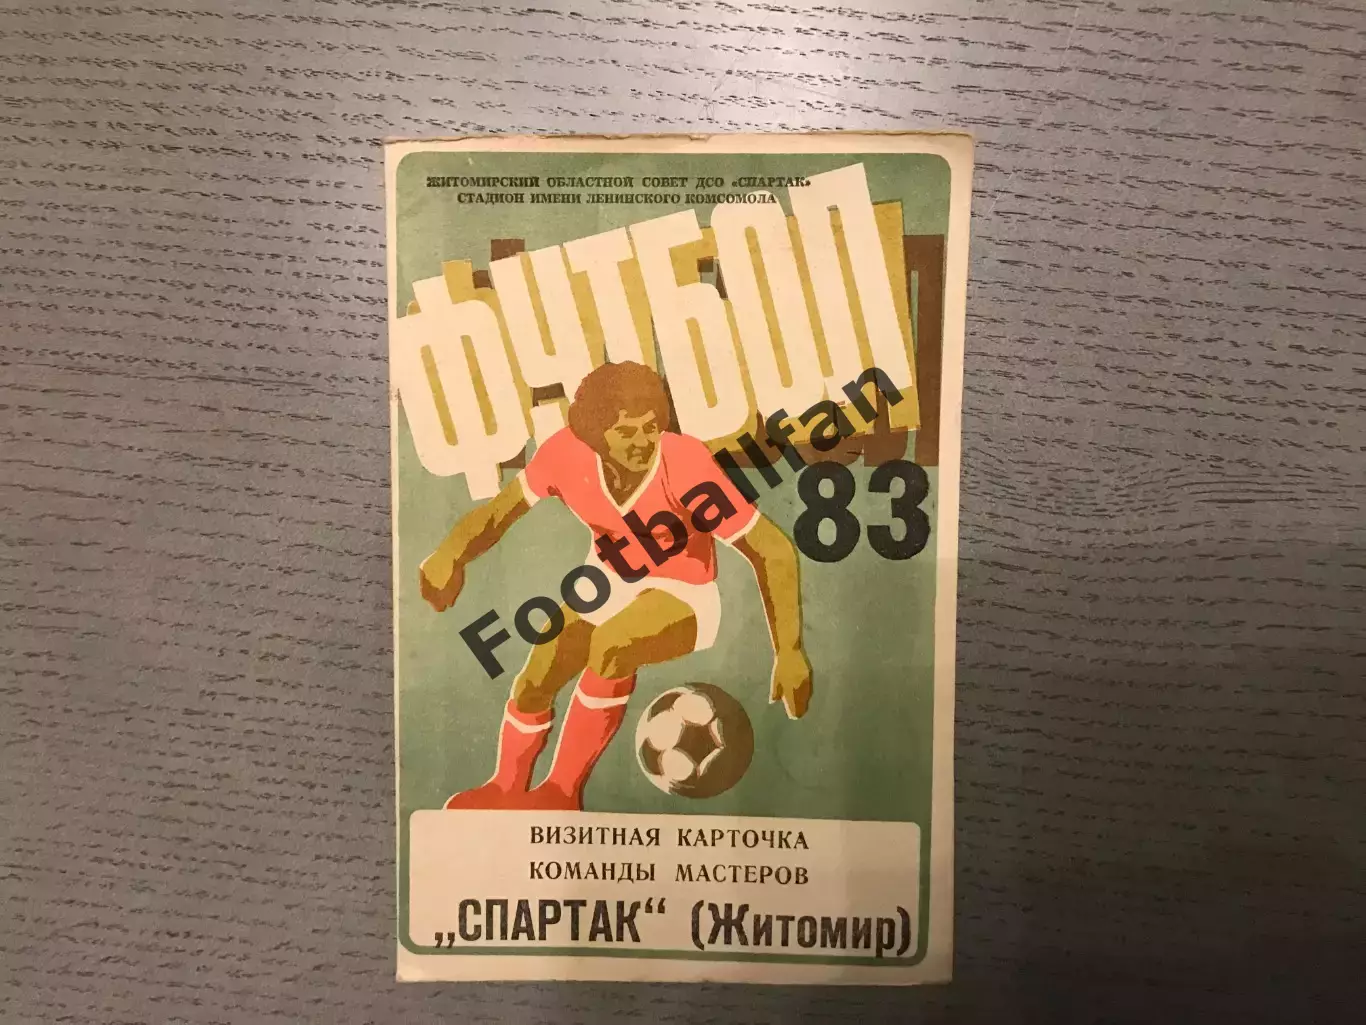 ЖИТОМИРСКИЙ ОБЛАСТНОЙ СОВЕТ ДСО «СПАРТАК»
СТАДИОН ИМЕНИ ЛЕНИНСКОГО КОМСОМОЛА
ФУТБОЛ
83
Footballfan
ВИЗИТНАЯ КАРТОЧКА
КОМАНДЫ МАСТЕРОВ
„СПАРТАК“ (Житомир)